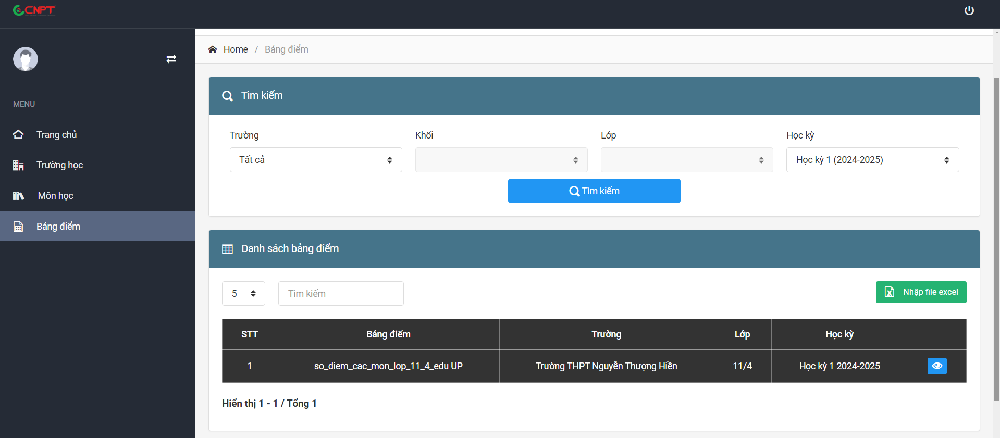 CNPT
Home / Bảng điểm
MENU
Trang chủ
Trường học
Môn học
Bảng điểm
Tìm kiếm
Trường
Khối
Lớp
Học kỳ
Tất cả
Học kỳ 1 (2024-2025)
Tìm kiếm
Danh sách bảng điểm
5
Tìm kiếm
Nhập file excel
STT Bảng điểm Trường Lớp Học kỳ
1 so_diem_cac_mon_lop_11_4_edu UP Trường THPT Nguyễn Thượng Hiền 11/4 Học kỳ 1 2024-2025
Hiển thị 1 - 1 / Tổng 1